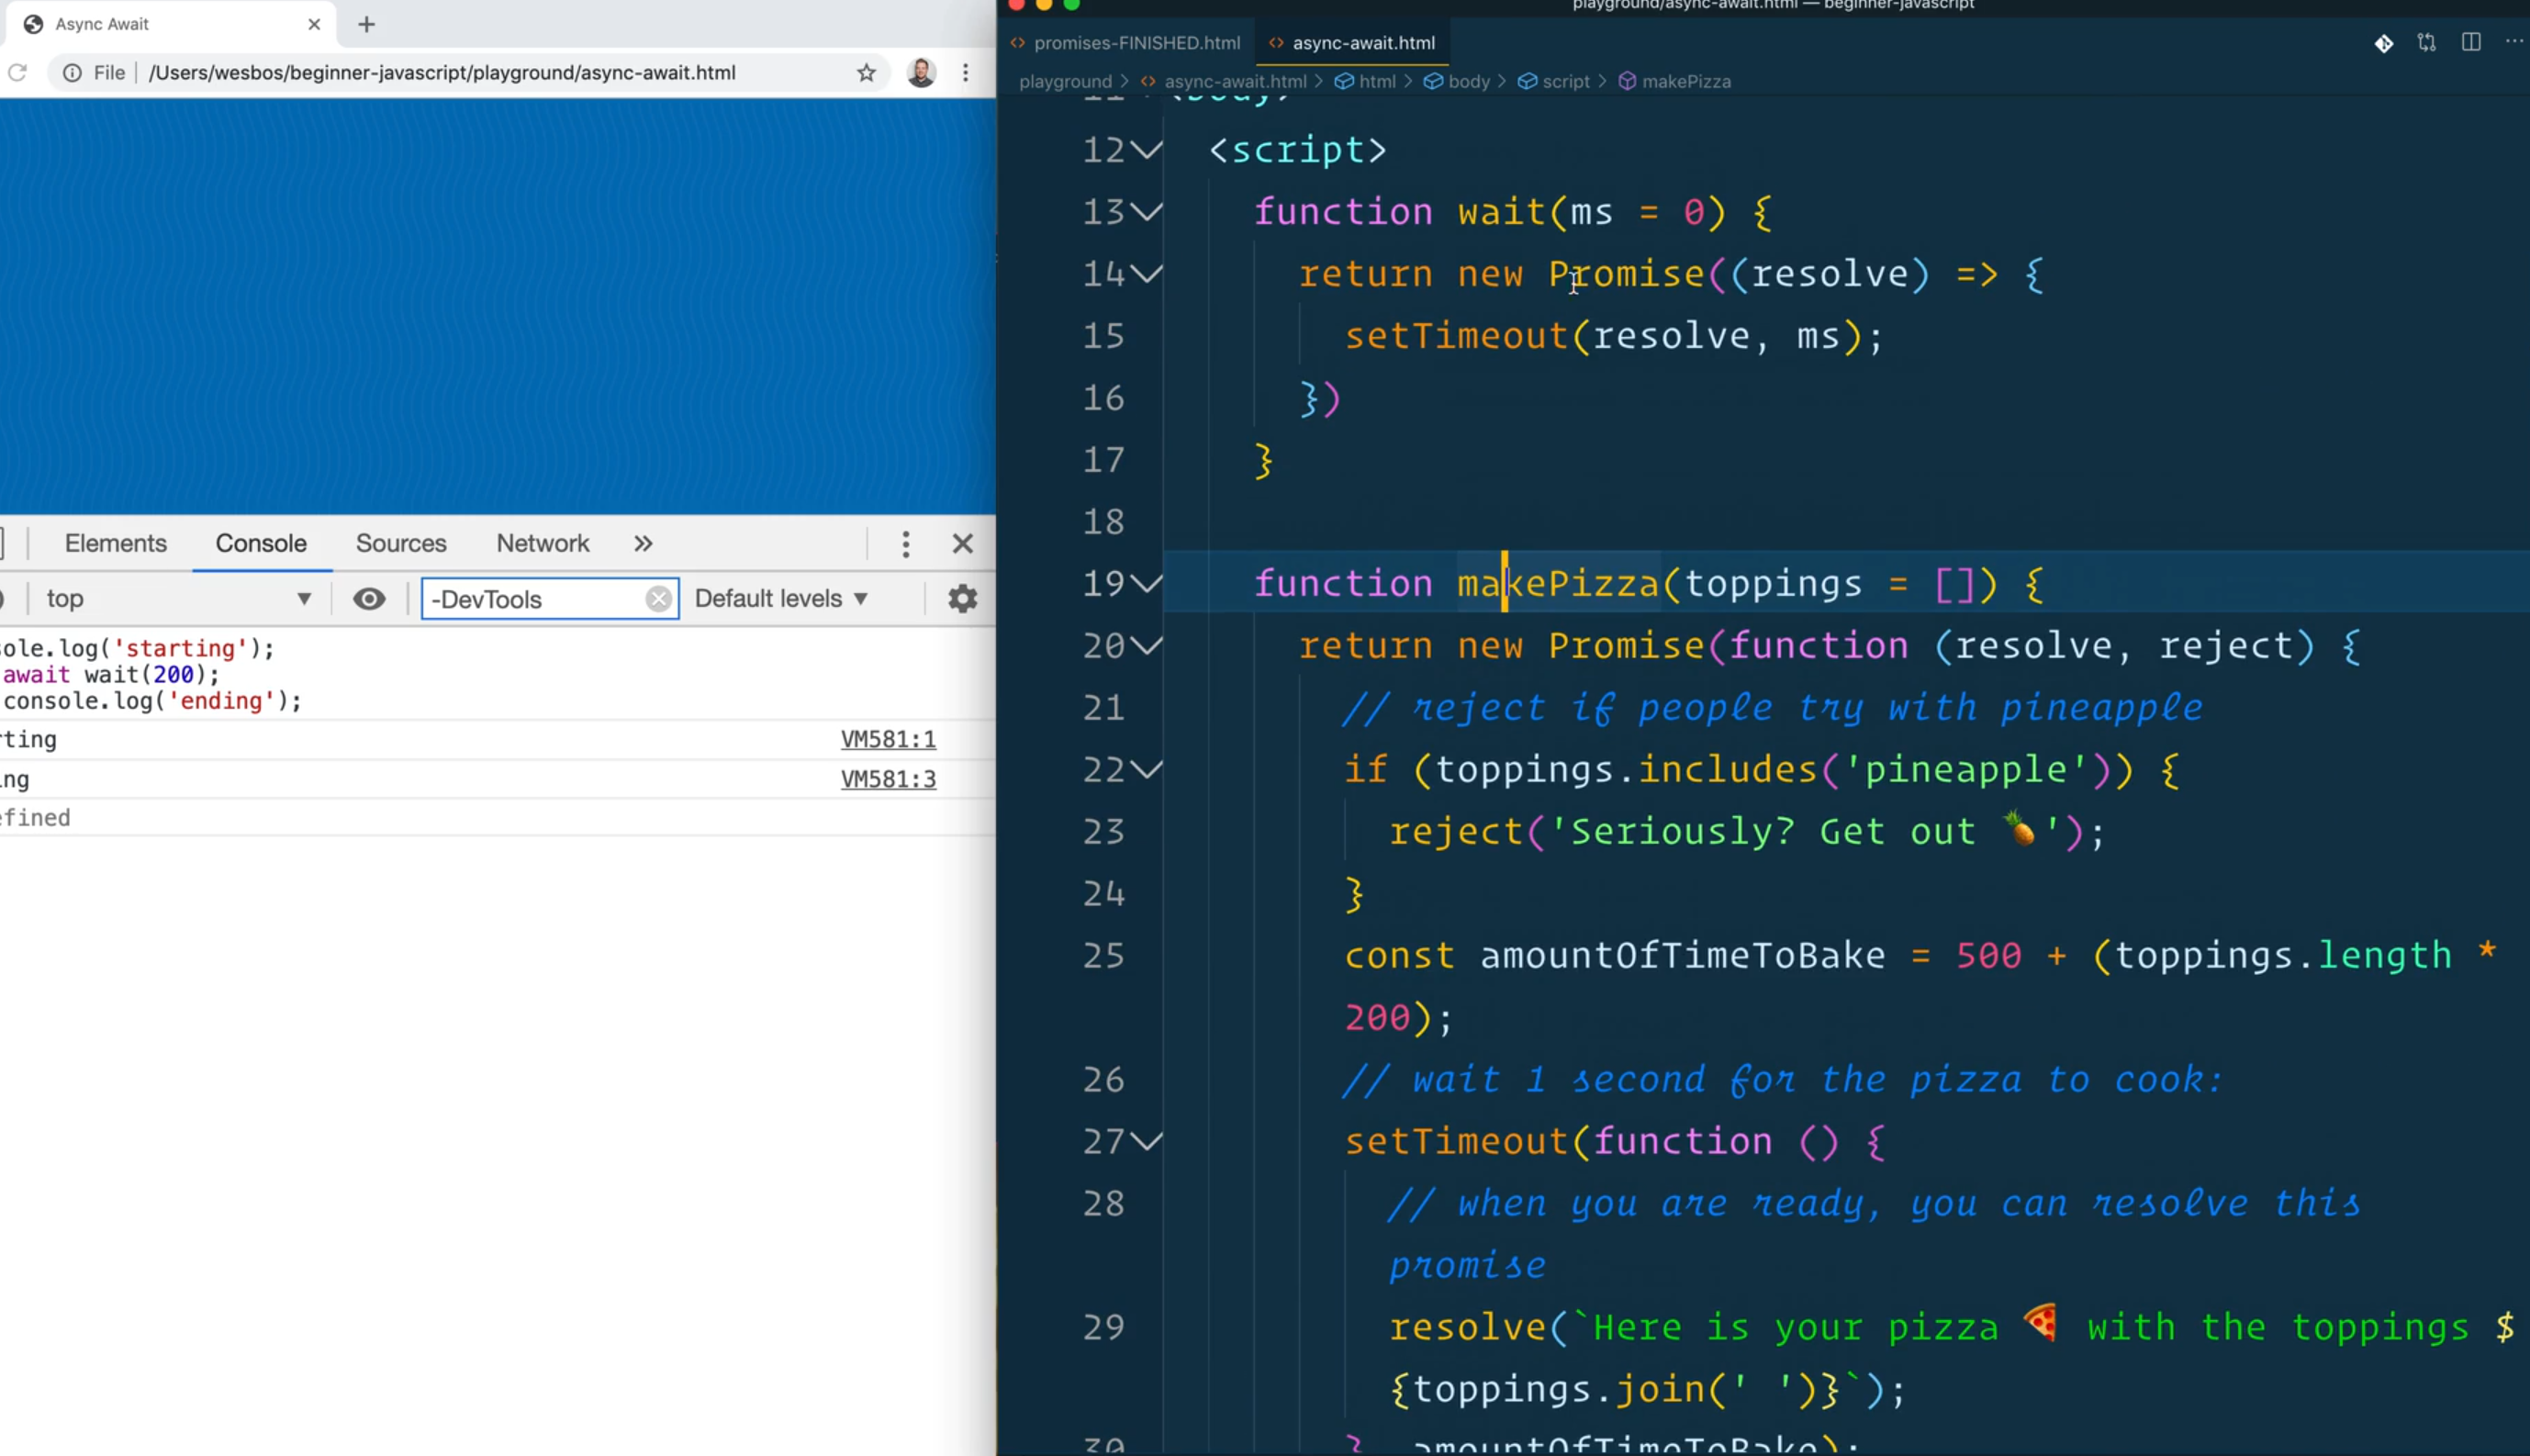 Async Await
File
/Users/wesbos/beginner-javascript/playground/async-await.html
Elements
Console
Sources
Network
top
-DevTools
Default levels
sole.log('starting');
await wait(200);
console.log('ending');
rting
VM581:1
ing
VM581:3
efined
playground/async-await.html — beginner-javascript
promises-FINISHED.html
async-await.html
playground > async-await.html > html > body > script > makePizza
11 <body>
12 <script>
13 function wait(ms = 0) {
14 return new Promise((resolve) => {
15 setTimeout(resolve, ms);
16 })
17 }
18
19 function makePizza(toppings = []) {
20 return new Promise(function (resolve, reject) {
21 // reject if people try with pineapple
22 if (toppings.includes('pineapple')) {
23 reject('Seriously? Get out 🍍');
24 }
25 const amountOfTimeToBake = 500 + (toppings.length *
200);
26 // wait 1 second for the pizza to cook:
27 setTimeout(function () {
28 // when you are ready, you can resolve this
promise
29 resolve(`Here is your pizza 🍕 with the toppings $
{toppings.join(' ')}`);
30 }, amountOfTimeToBake);